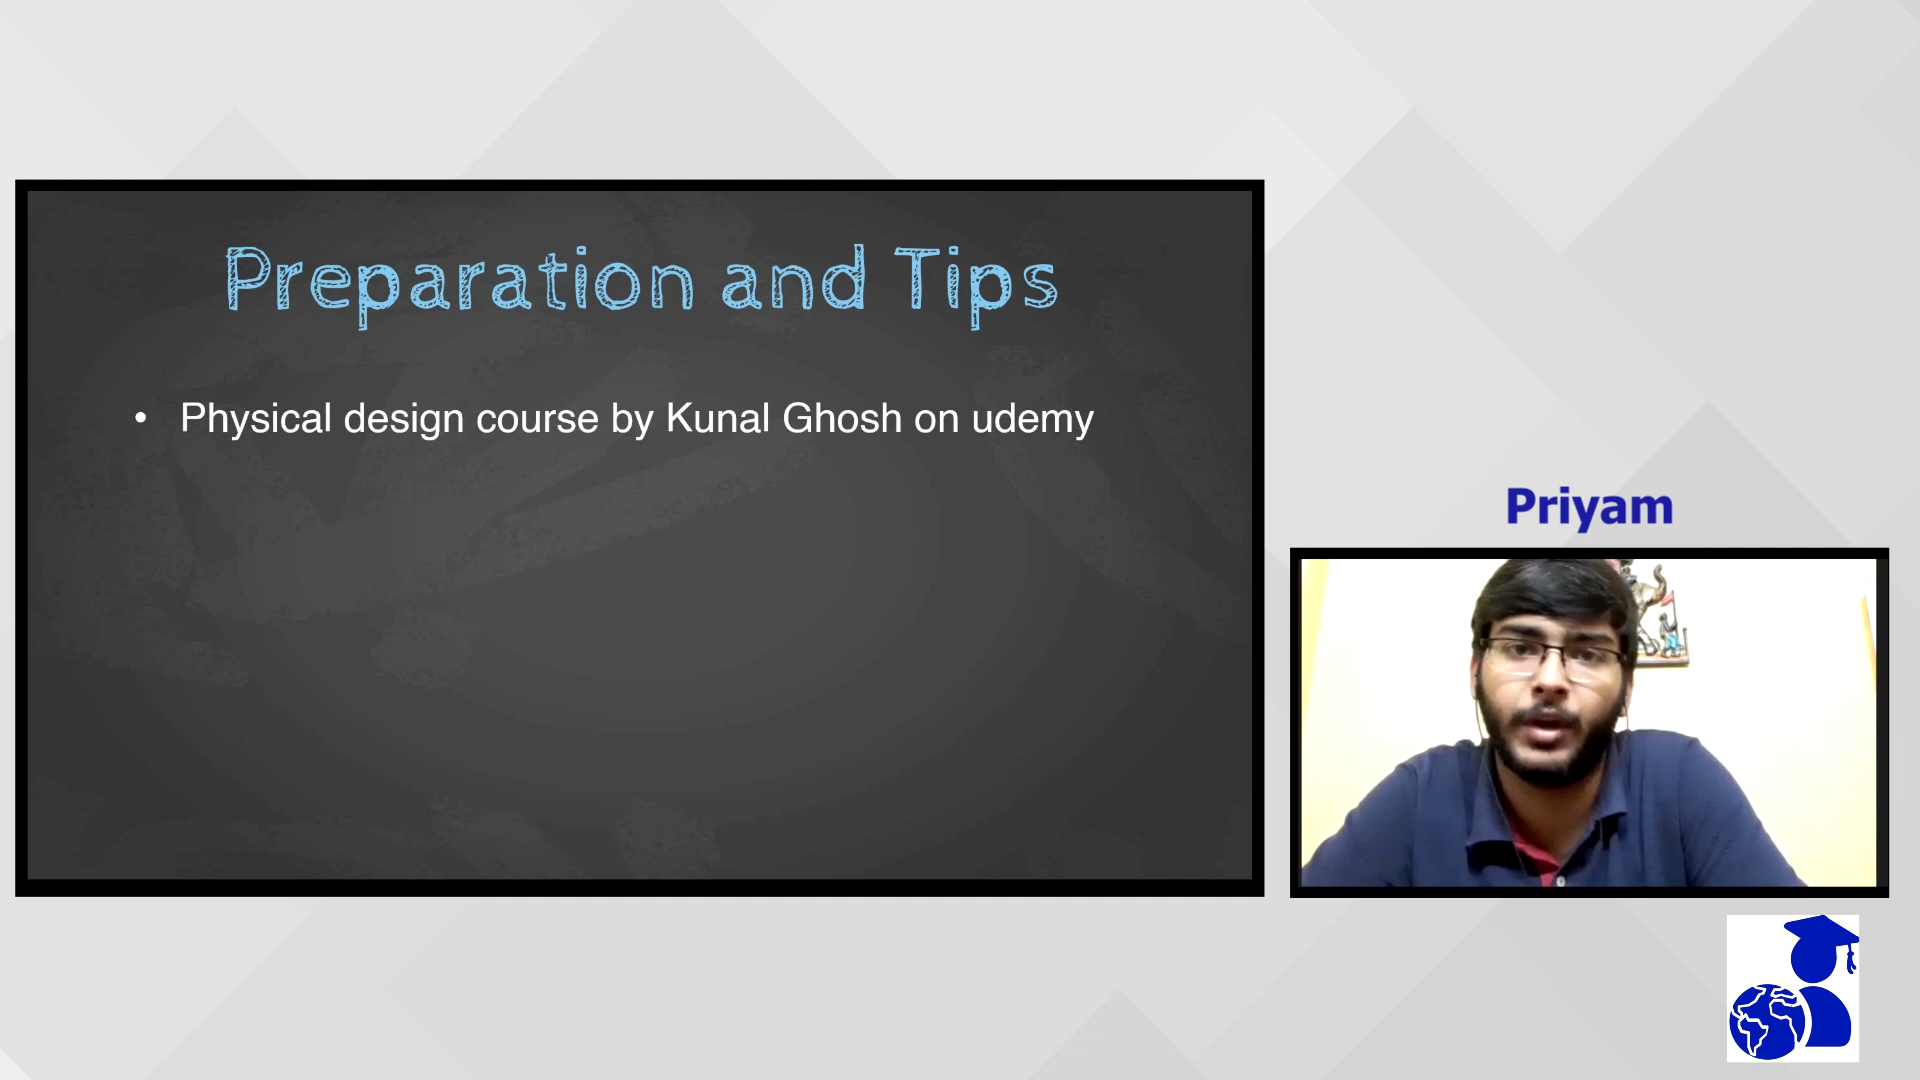 Preparation and Tips
• Physical design course by Kunal Ghosh on udemy
Priyam